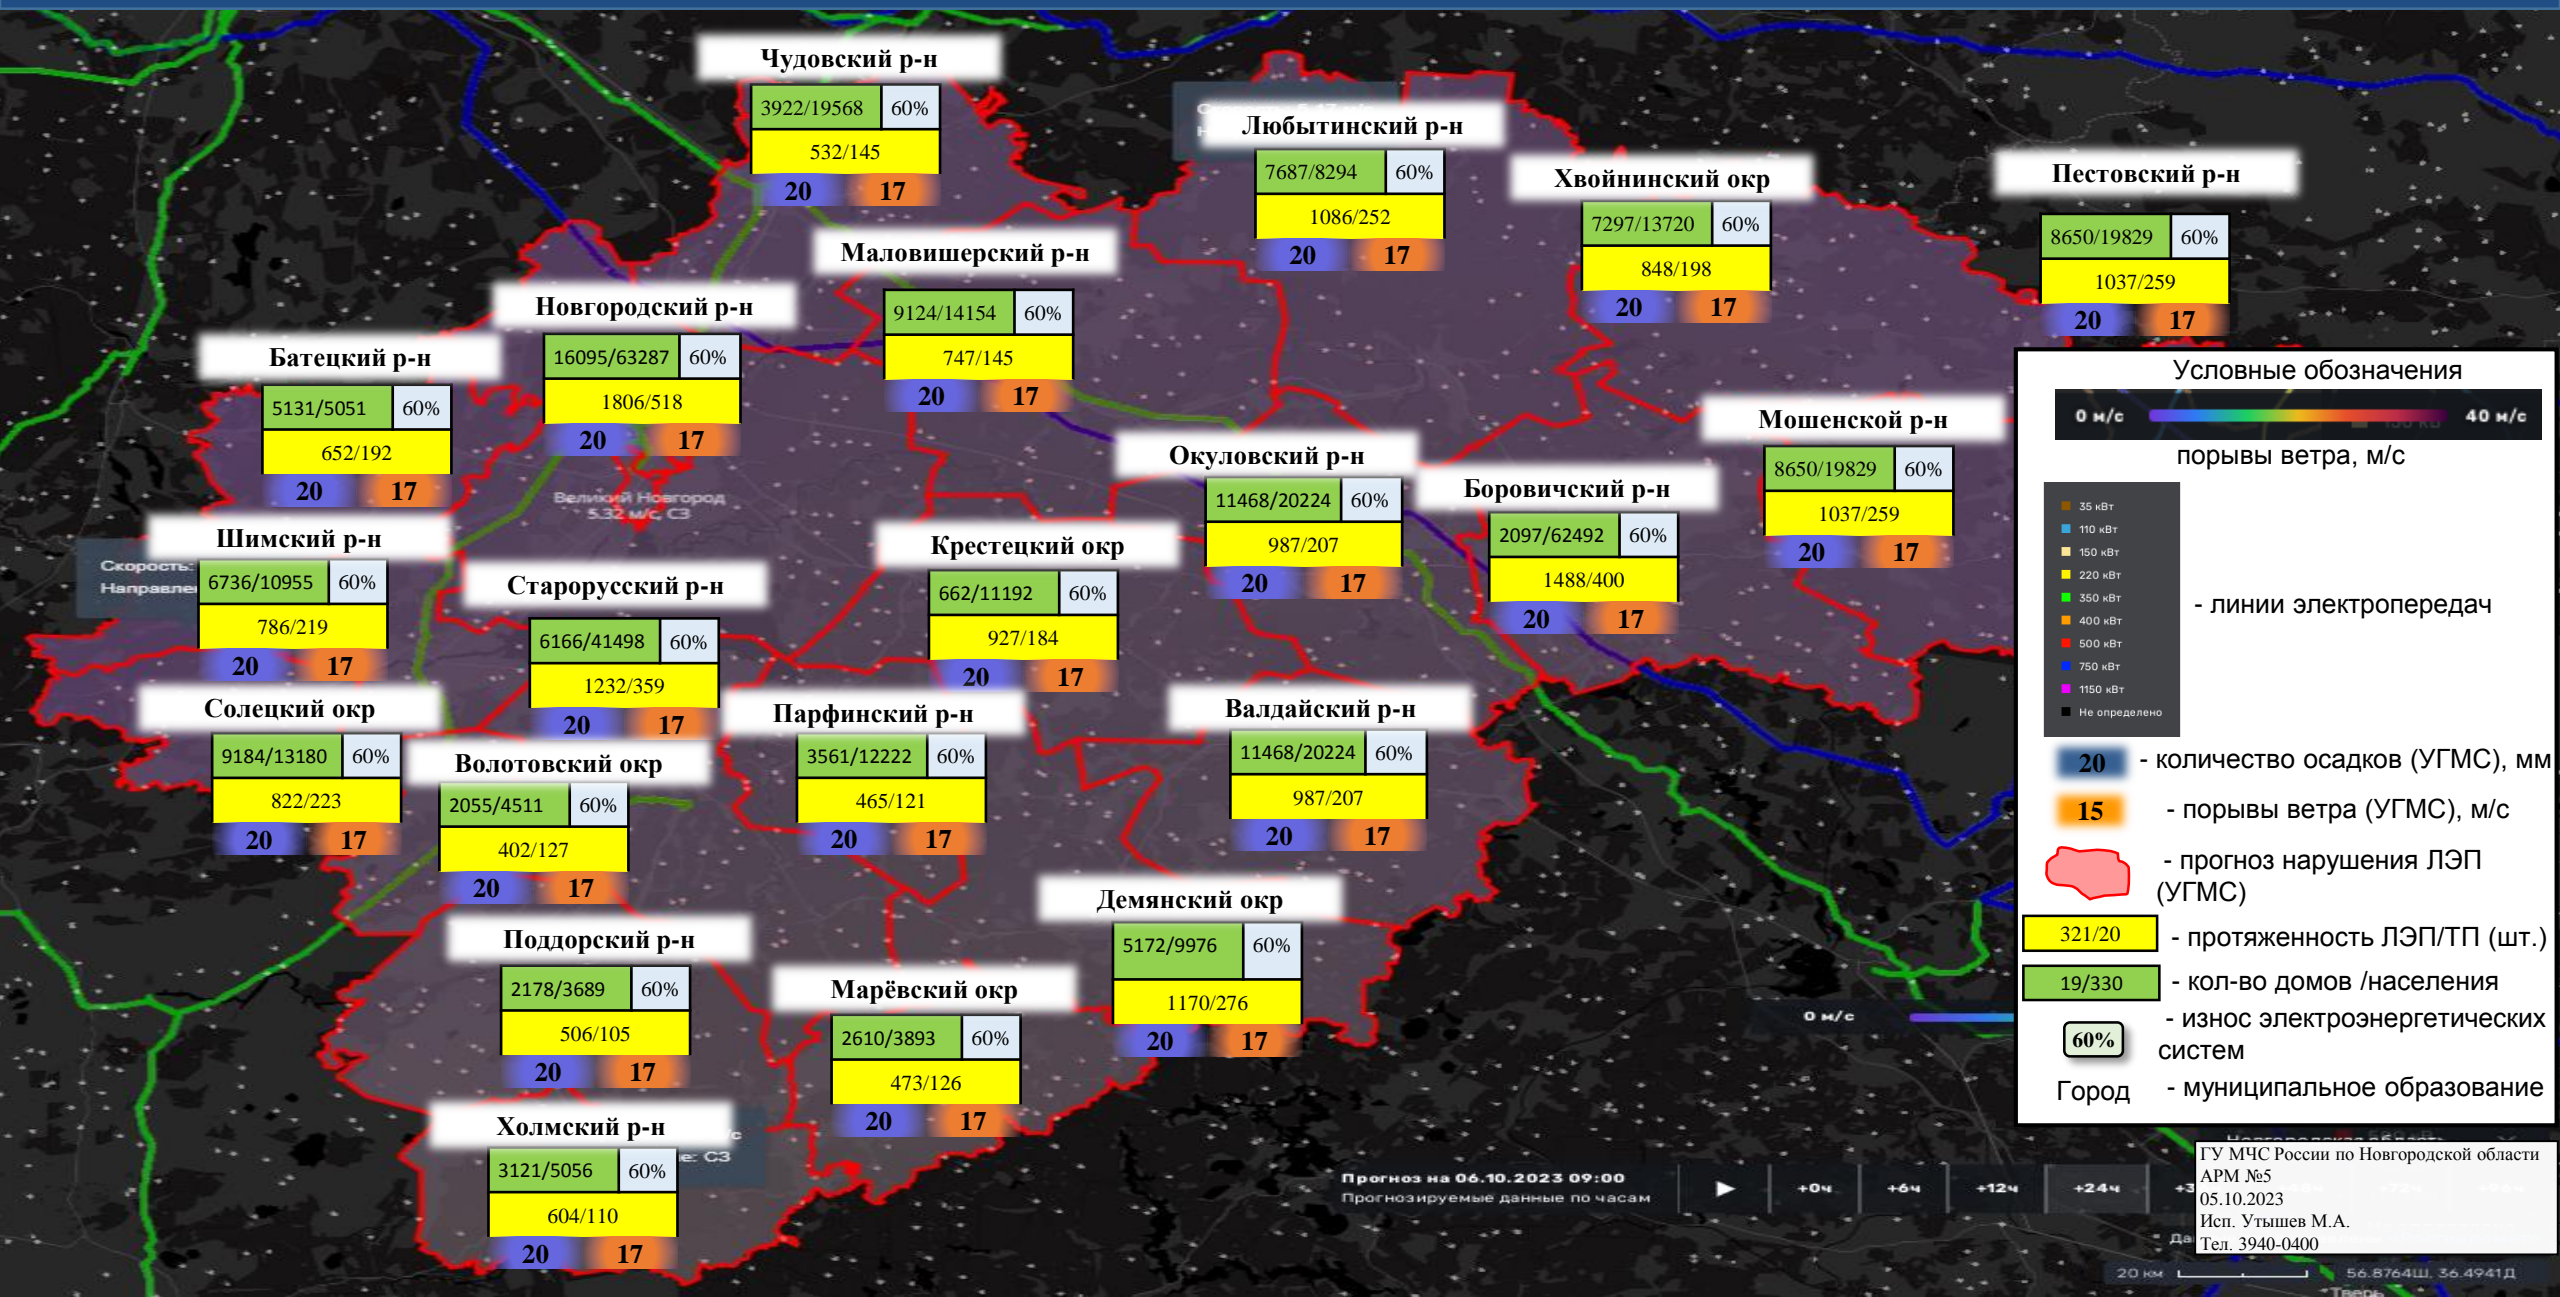 Чудовский р-н
3922/19568 60%
532/145
20 17
Любытинский р-н
7687/8294 60%
1086/252
20 17
Хвойнинский окр
7297/13720 60%
848/198
20 17
Пестовский р-н
8650/19829 60%
1037/259
20 17
Маловишерский р-н
9124/14154 60%
747/145
20 17
Новгородский р-н
16095/63287 60%
1806/518
20 17
Великий Новгород
5.32 м/с, СЗ
Батецкий р-н
5131/5051 60%
652/192
20 17
Мошенской р-н
8650/19829 60%
1037/259
20 17
Окуловский р-н
11468/20224 60%
987/207
20 17
Боровичский р-н
2097/62492 60%
1488/400
20 17
Шимский р-н
Скорость:
6736/10955 60%
786/219
20 17
Старорусский р-н
6166/41498 60%
1232/359
20 17
Крестецкий окр
662/11192 60%
927/184
20 17
Солецкий окр
9184/13180 60%
822/223
20 17
Волотовский окр
2055/4511 60%
402/127
20 17
Парфинский р-н
3561/12222 60%
465/121
20 17
Валдайский р-н
11468/20224 60%
987/207
20 17
Демянский окр
5172/9976 60%
1170/276
20 17
Поддорский р-н
2178/3689 60%
506/105
20 17
Марёвский окр
2610/3893 60%
473/126
20 17
Холмский р-н
е: СЗ
3121/5056 60%
604/110
20 17
Условные обозначения
0 м/с 40 м/с
порывы ветра, м/с
35 кВт
110 кВт
150 кВт
220 кВт
350 кВт
400 кВт
500 кВт
750 кВт
1150 кВт
Не определено
- линии электропередач
20 - количество осадков (УГМС), мм
15 - порывы ветра (УГМС), м/с
- прогноз нарушения ЛЭП
(УГМС)
321/20 - протяженность ЛЭП/ТП (шт.)
19/330 - кол-во домов /населения
60% - износ электроэнергетических
систем
Город - муниципальное образование
0 м/с
Прогноз на 06.10.2023 09:00
Прогнозируемые данные по часам
+0ч +6ч +12ч +24ч
ГУ МЧС России по Новгородской области
АРМ №5
05.10.2023
Исп. Утышев М.А.
Тел. 3940-0400
20 км 56.8764Ш, 36.4941Д
Тверь